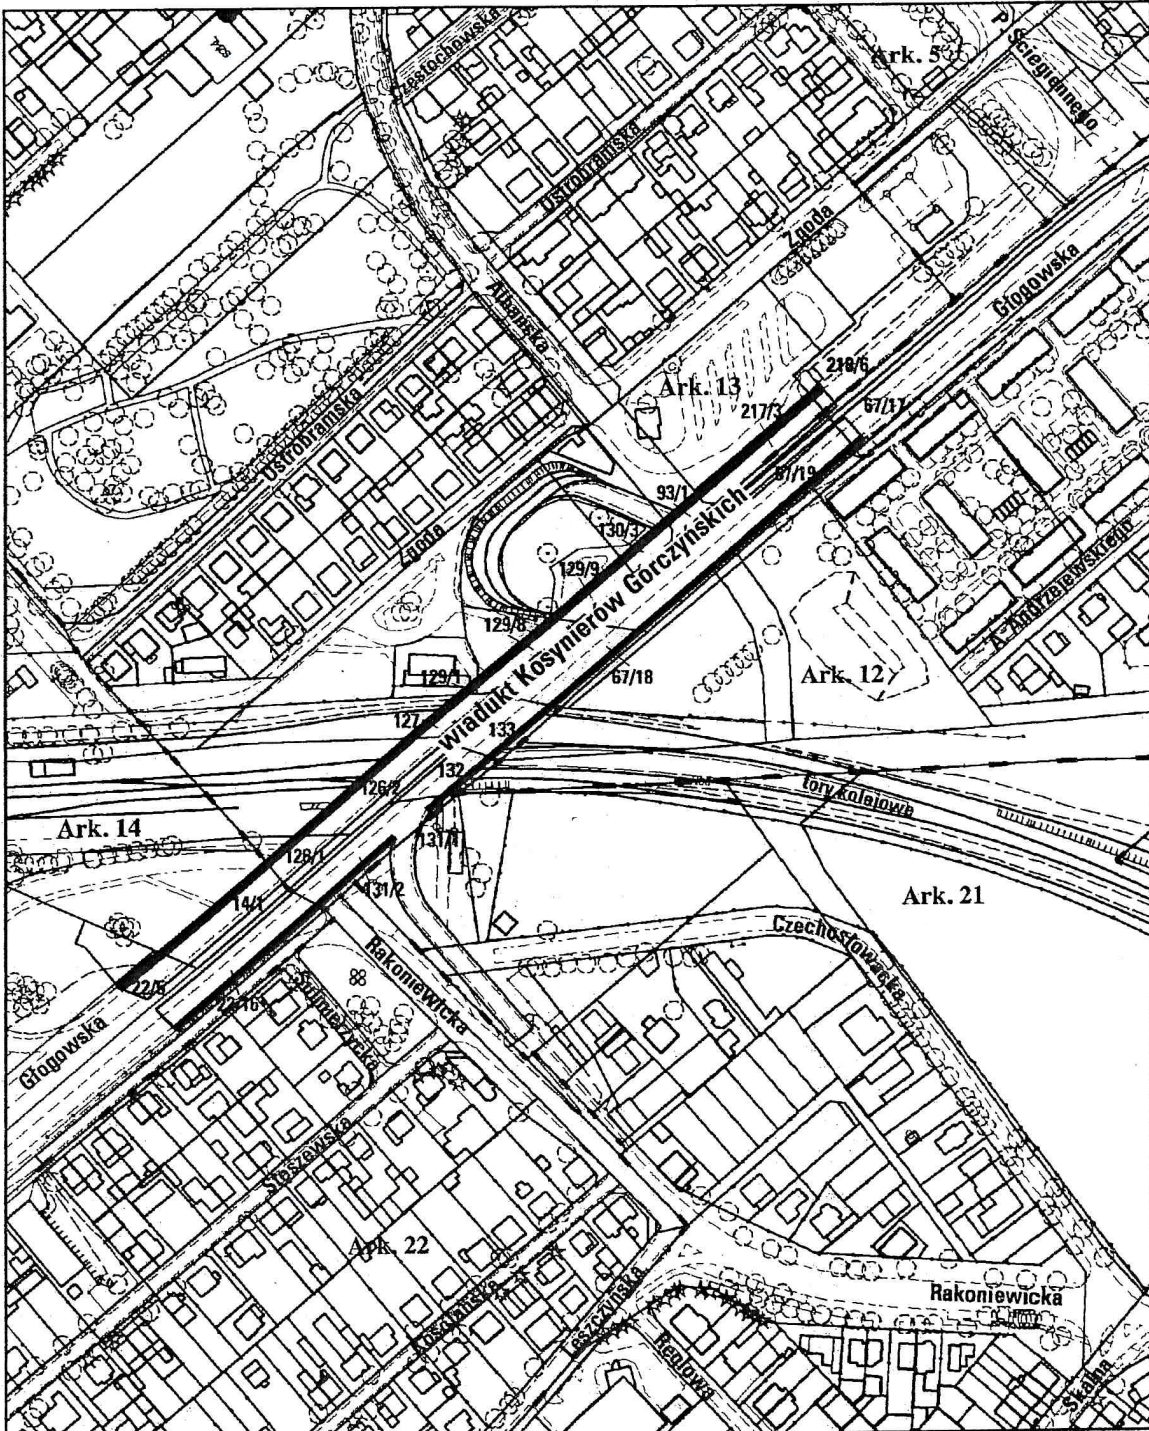 Częstochowska
Ark. 5
P. Ściegiennego
Ostrobramska
Zgoda
Głogowska
Albańska
Ark. 13
218/6
217/3
67/17
Ostrobramska
67/19
93/1
Zgoda
130/3
129/9
A. Andrzejewskiego
129/8
wiadukt Kosynierów Górczyńskich
129/1
67/18
Ark. 12
127
133
132
126/2
tory kolejowe
Ark. 14
131/1
128/1
131/2
14/1
Ark. 21
Czechosłowacka
Rakoniewicka
22/5
22/16
Sulmierzycka
Głogowska
Stęszewska
Ark. 22
Kościańska
Leszczyńska
Rakoniewicka
Skalna